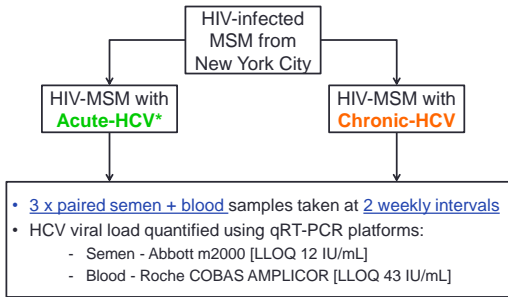 HIV-infected
MSM from
New York City
HIV-MSM with
Acute-HCV*
HIV-MSM with
Chronic-HCV
• 3 x paired semen + blood samples taken at 2 weekly intervals
• HCV viral load quantified using qRT-PCR platforms:
- Semen - Abbott m2000 [LLOQ 12 IU/mL]
- Blood - Roche COBAS AMPLICOR [LLOQ 43 IU/mL]